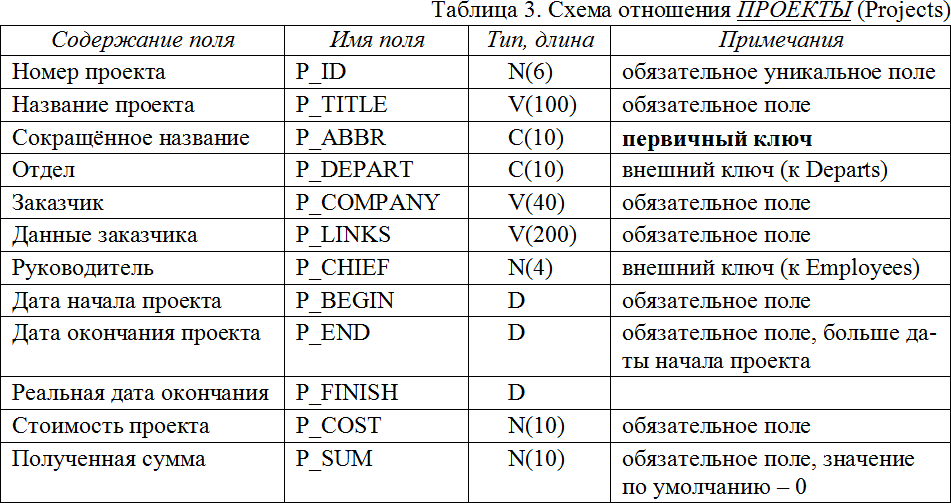 Таблица 3. Схема отношения ПРОЕКТЫ (Projects)
Содержание поля Имя поля Тип, длина Примечания
Номер проекта P_ID N(6) обязательное уникальное поле
Название проекта P_TITLE V(100) обязательное поле
Сокращённое название P_ABBR C(10) первичный ключ
Отдел P_DEPART C(10) внешний ключ (к Departs)
Заказчик P_COMPANY V(40) обязательное поле
Данные заказчика P_LINKS V(200) обязательное поле
Руководитель P_CHIEF N(4) внешний ключ (к Employees)
Дата начала проекта P_BEGIN D обязательное поле
Дата окончания проекта P_END D обязательное поле, больше да-
ты начала проекта
Реальная дата окончания P_FINISH D
Стоимость проекта P_COST N(10) обязательное поле
Полученная сумма P_SUM N(10) обязательное поле, значение
по умолчанию – 0